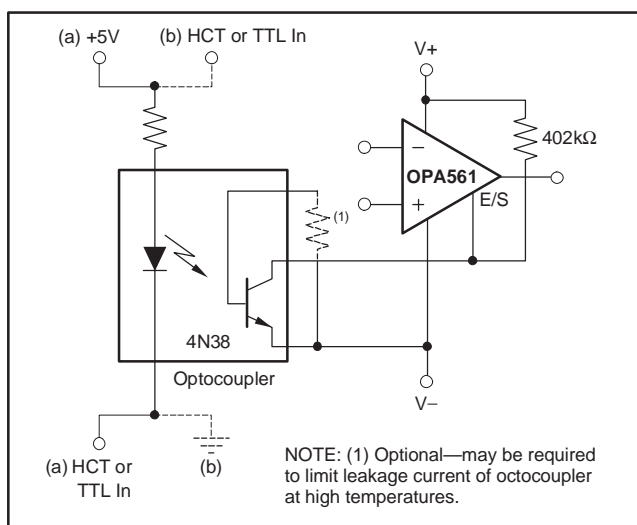 (a) +5V
(b) HCT or TTL In
V+
402kΩ
−
OPA561
+
E/S
(1)
4N38
Optocoupler
V−
(a) HCT or
TTL In
(b)
NOTE: (1) Optional—may be required
to limit leakage current of octocoupler
at high temperatures.